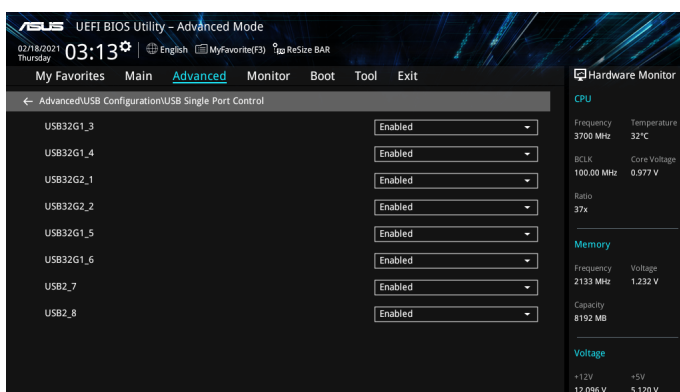 ASUS UEFI BIOS Utility – Advanced Mode
02/18/2021
Thursday
03:13
English
MyFavorite(F3)
ReSize BAR
My Favorites Main Advanced Monitor Boot Tool Exit
← Advanced\USB Configuration\USB Single Port Control
USB32G1_3 Enabled
USB32G1_4 Enabled
USB32G2_1 Enabled
USB32G2_2 Enabled
USB32G1_5 Enabled
USB32G1_6 Enabled
USB2_7 Enabled
USB2_8 Enabled
Hardware Monitor
CPU
Frequency Temperature
3700 MHz 32°C
BCLK Core Voltage
100.00 MHz 0.977 V
Ratio
37x
Memory
Frequency Voltage
2133 MHz 1.232 V
Capacity
8192 MB
Voltage
+12V +5V
12.096 V 5.120 V